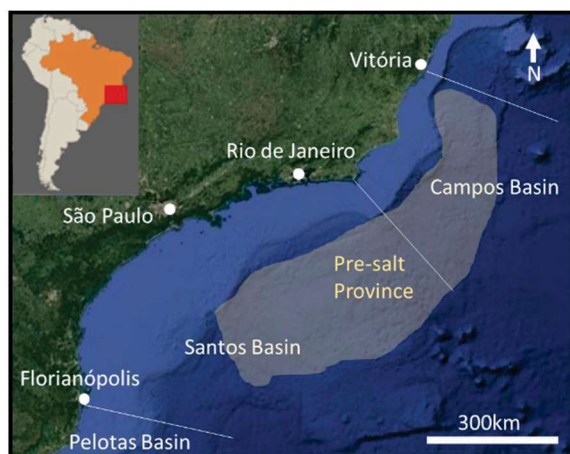 Vitória
N
Rio de Janeiro
Campos Basin
São Paulo
Pre-salt
Province
Santos Basin
Florianópolis
300km
Pelotas Basin